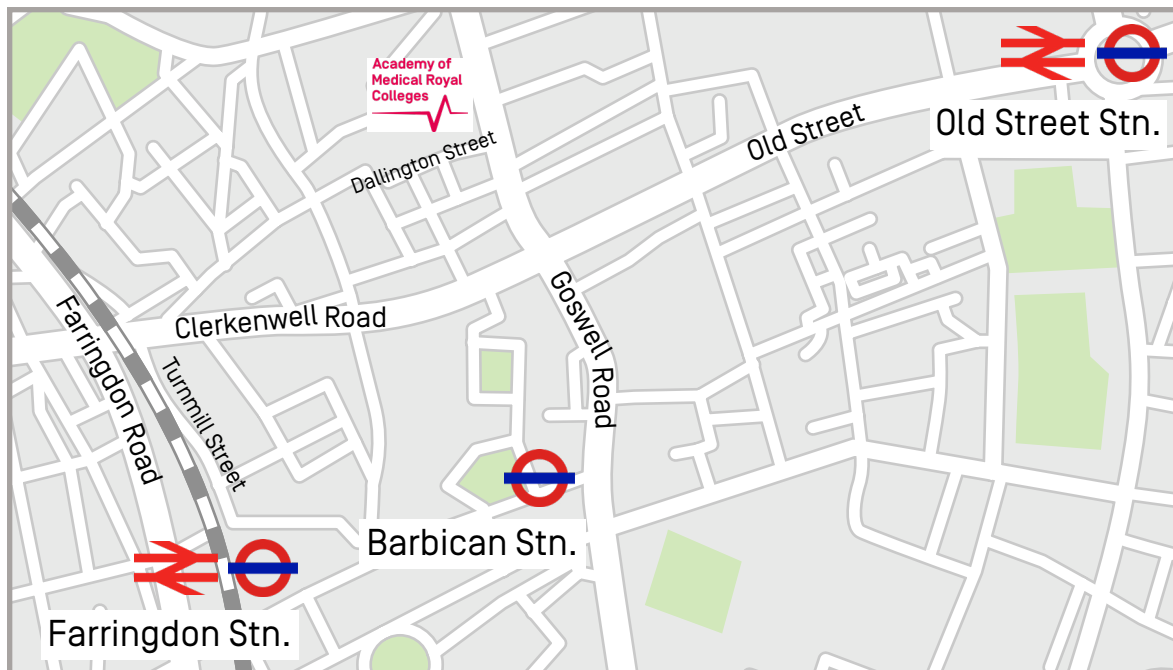 Academy of
Medical Royal
Colleges
Old Street Stn.
Old Street
Dallington Street
Goswell Road
Clerkenwell Road
Farringdon Road
Turnmill Street
Barbican Stn.
Farringdon Stn.